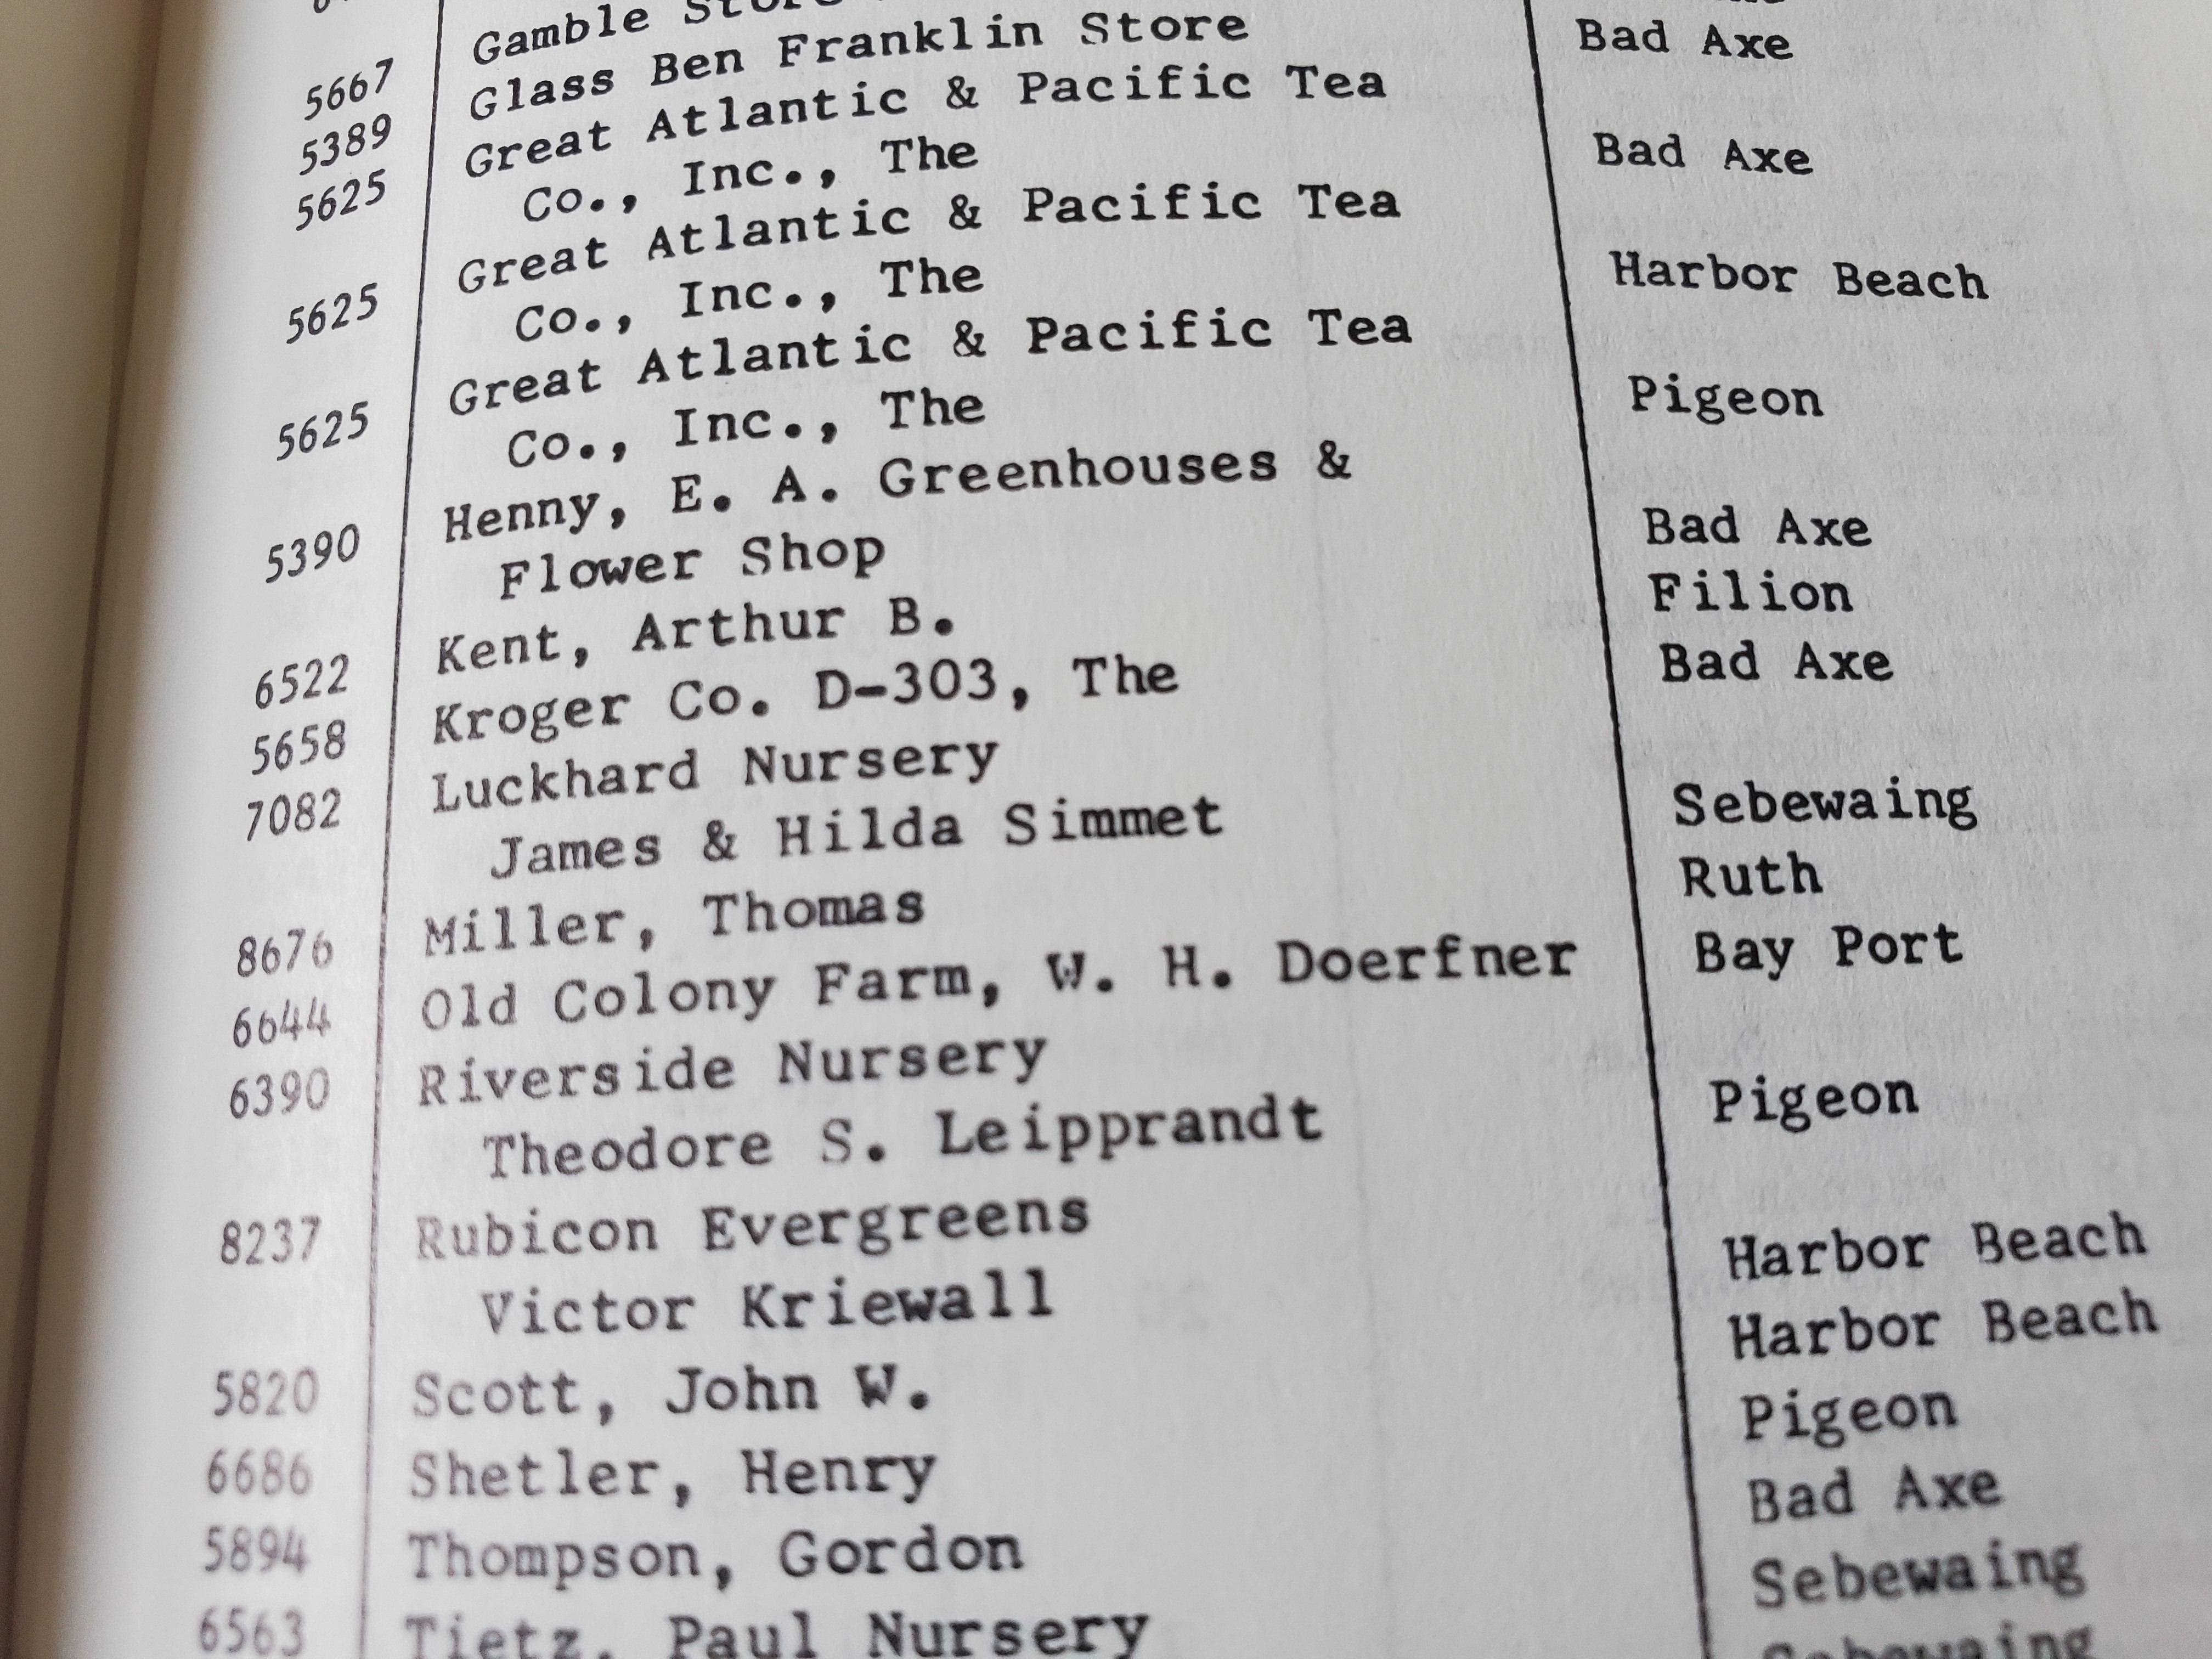 5667 Gamble Store
5389 Glass Ben Franklin Store Bad Axe
5625 Great Atlantic & Pacific Tea
Co., Inc., The Bad Axe
5625 Great Atlantic & Pacific Tea
Co., Inc., The Harbor Beach
5625 Great Atlantic & Pacific Tea
Co., Inc., The Pigeon
5390 Henny, E. A. Greenhouses &
Flower Shop Bad Axe
6522 Kent, Arthur B. Filion
5658 Kroger Co. D-303, The Bad Axe
7082 Luckhard Nursery
James & Hilda Simmet Sebewaing
8676 Miller, Thomas Ruth
6644 Old Colony Farm, W. H. Doerfner Bay Port
6390 Riverside Nursery
Theodore S. Leipprandt Pigeon
8237 Rubicon Evergreens
Victor Kriewall Harbor Beach
5820 Scott, John W. Harbor Beach
6686 Shetler, Henry Pigeon
5894 Thompson, Gordon Bad Axe
6563 Tietz, Paul Nursery Sebewaing
Sebewaing